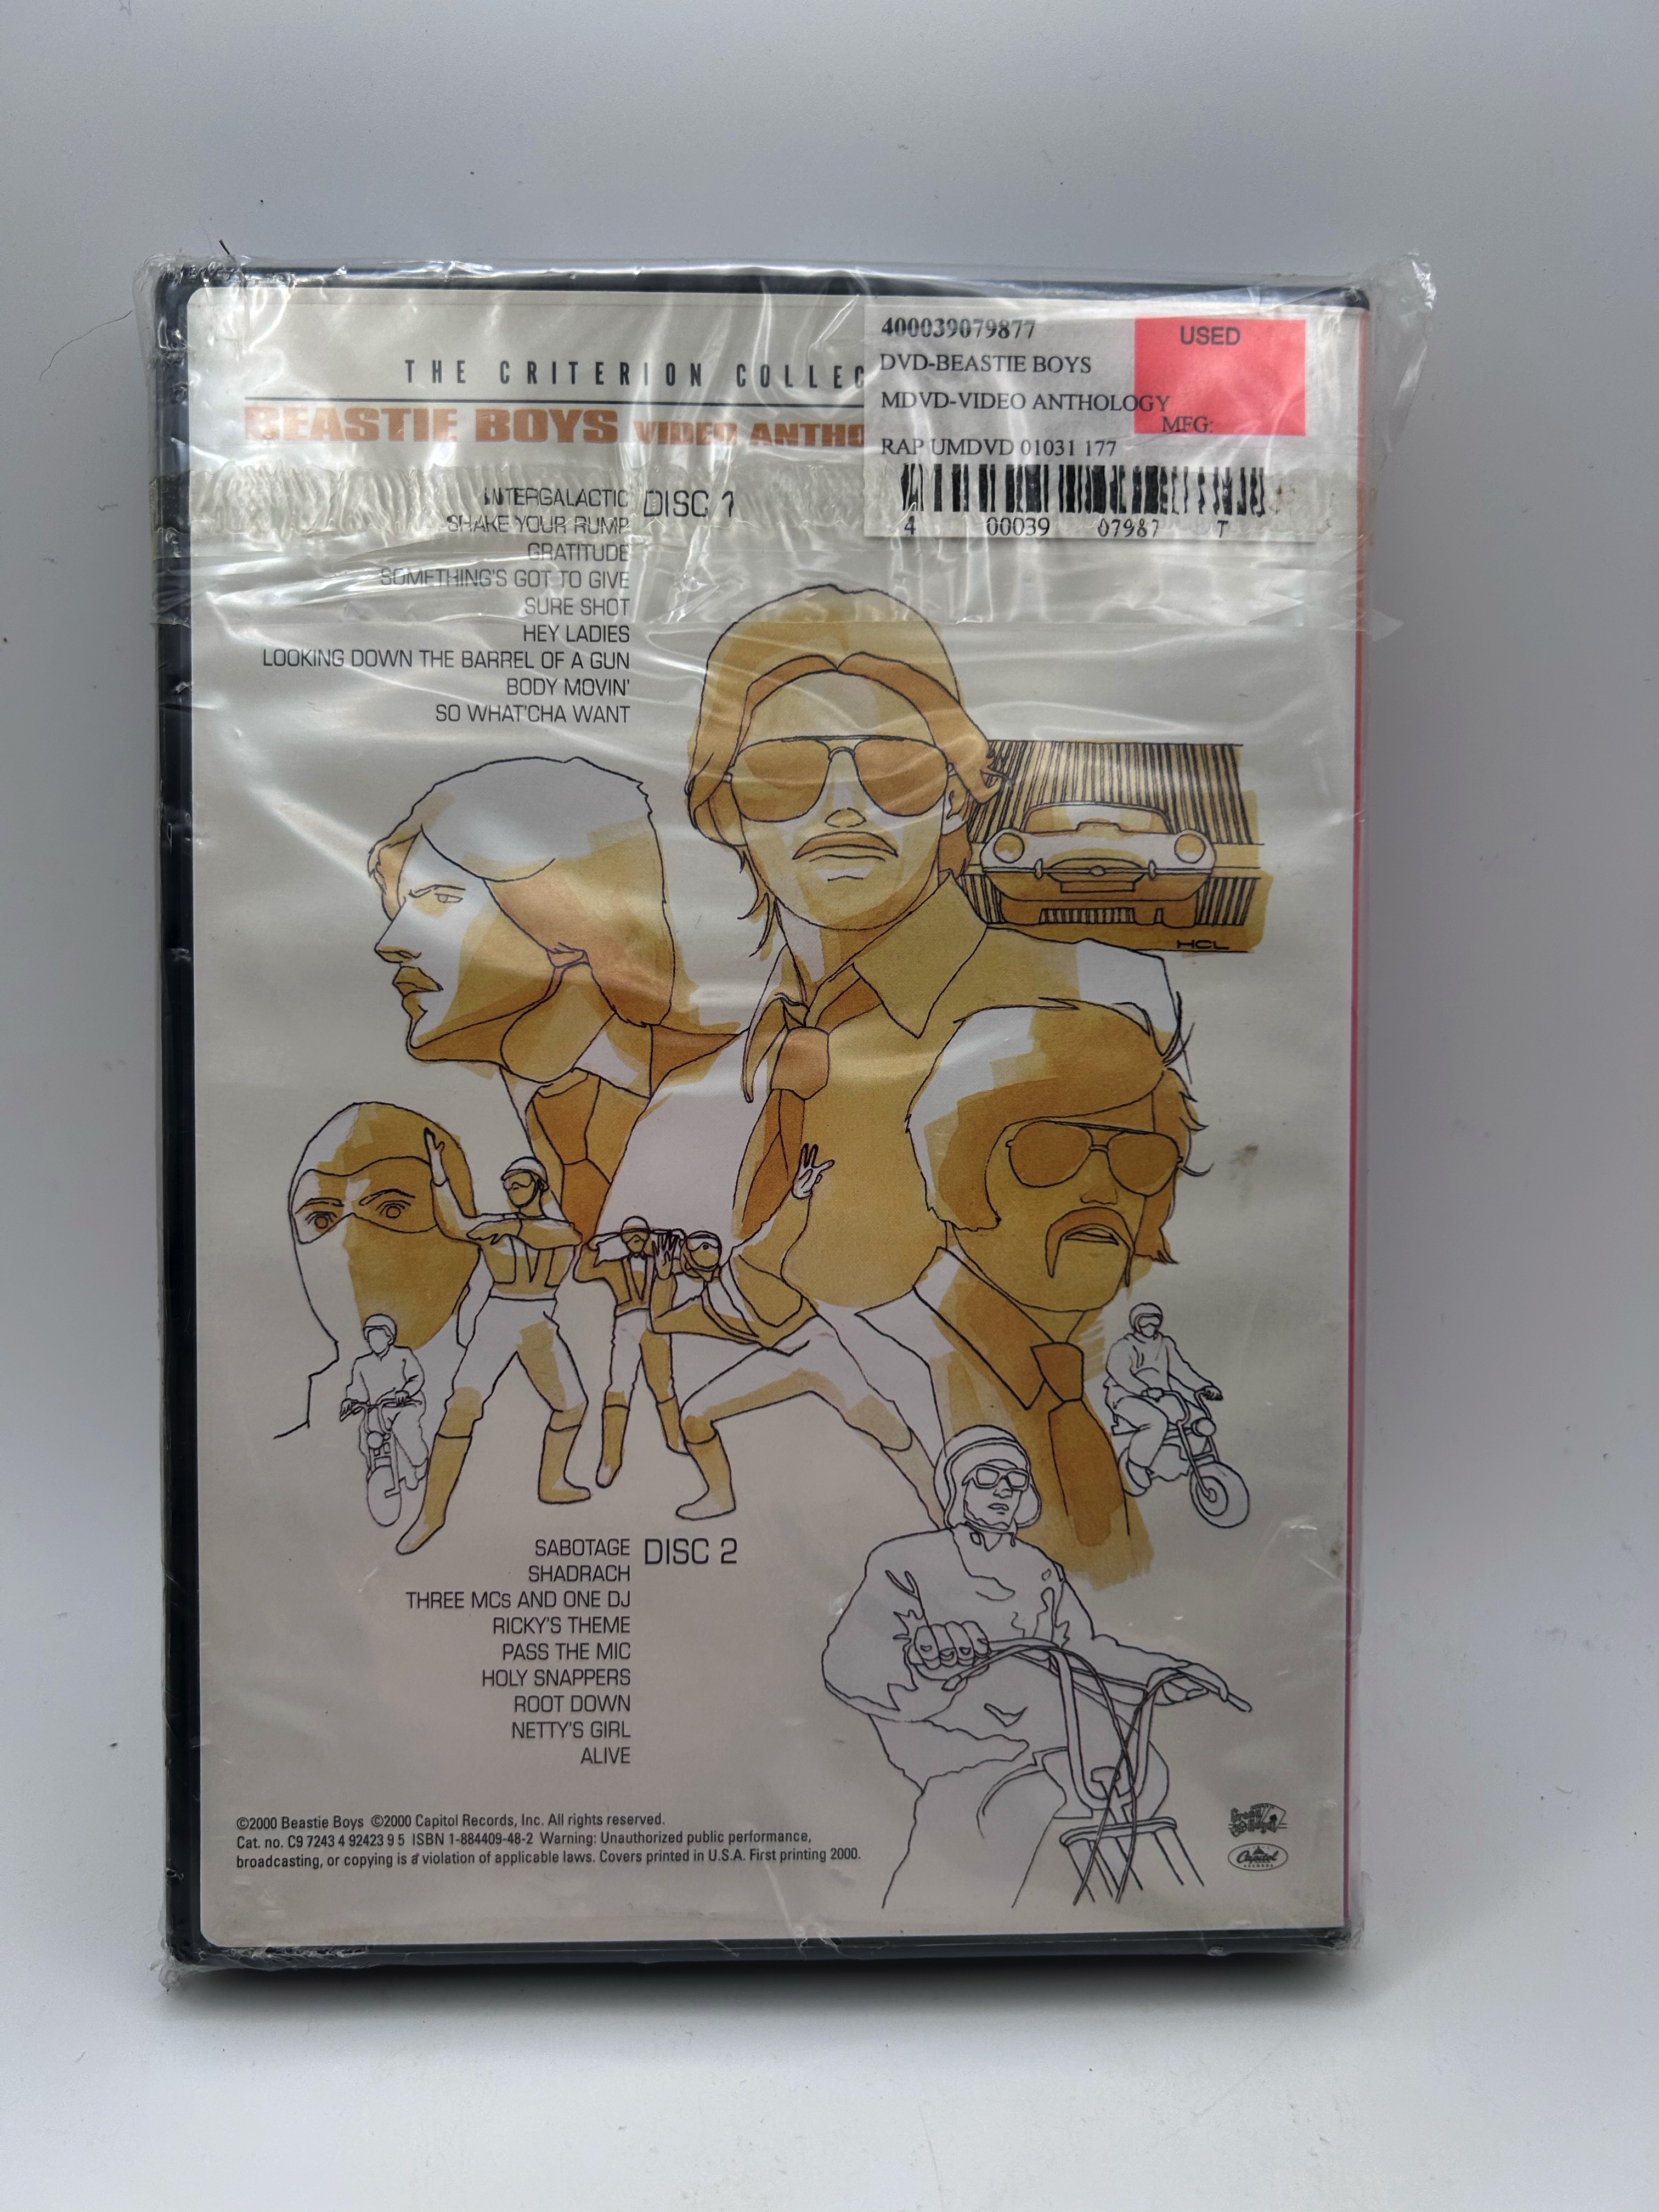 THE CRITERION COLLEC
BEASTIE BOYS VIDEO ANTHO
400039079877
USED
DVD-BEASTIE BOYS
MDVD-VIDEO ANTHOLOGY
MFG:
RAP UMDVD 01031 177
4 00039 07987 7
INTERGALACTIC DISC 1
SHAKE YOUR RUMP
GRATITUDE
SOMETHING'S GOT TO GIVE
SURE SHOT
HEY LADIES
LOOKING DOWN THE BARREL OF A GUN
BODY MOVIN'
SO WHAT'CHA WANT
HCL
SABOTAGE DISC 2
SHADRACH
THREE MCs AND ONE DJ
RICKY'S THEME
PASS THE MIC
HOLY SNAPPERS
ROOT DOWN
NETTY'S GIRL
ALIVE
©2000 Beastie Boys ©2000 Capitol Records, Inc. All rights reserved.
Cat. no. C9 7243 4 92423 9 5 ISBN 1-884409-48-2 Warning: Unauthorized public performance,
broadcasting, or copying is a violation of applicable laws. Covers printed in U.S.A. First printing 2000.
Grand Royal
Capitol
RECORDS